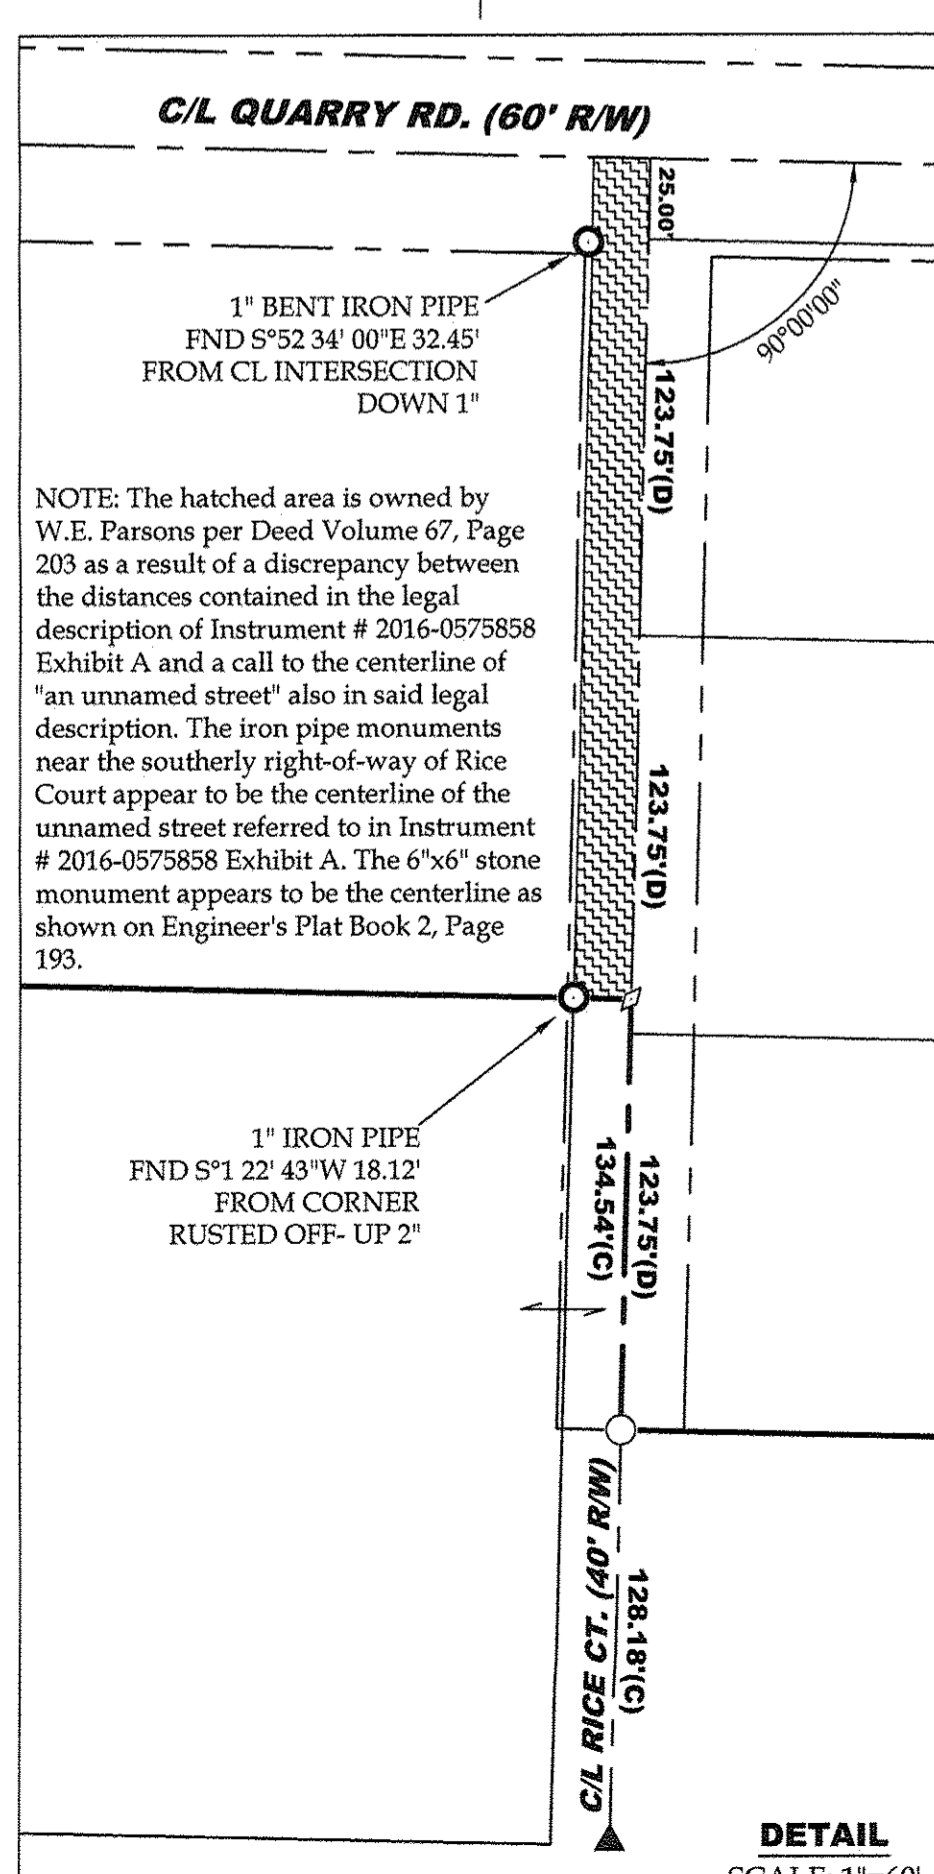 C/L QUARRY RD. (60' R/W)
25.00'
90°00'00"
1" BENT IRON PIPE
FND S°52 34' 00"E 32.45'
FROM CL INTERSECTION
DOWN 1"
123.75'(D)
NOTE: The hatched area is owned by
W.E. Parsons per Deed Volume 67, Page
203 as a result of a discrepancy between
the distances contained in the legal
description of Instrument # 2016-0575858
Exhibit A and a call to the centerline of
"an unnamed street" also in said legal
description. The iron pipe monuments
near the southerly right-of-way of Rice
Court appear to be the centerline of the
unnamed street referred to in Instrument
# 2016-0575858 Exhibit A. The 6"x6" stone
monument appears to be the centerline as
shown on Engineer's Plat Book 2, Page
193.
123.75'(D)
1" IRON PIPE
FND S°1 22' 43"W 18.12'
FROM CORNER
RUSTED OFF- UP 2"
134.54'(C)
123.75'(D)
C/L RICE CT. (40' R/W)
128.18'(C)
DETAIL
SCALE: 1"=60'